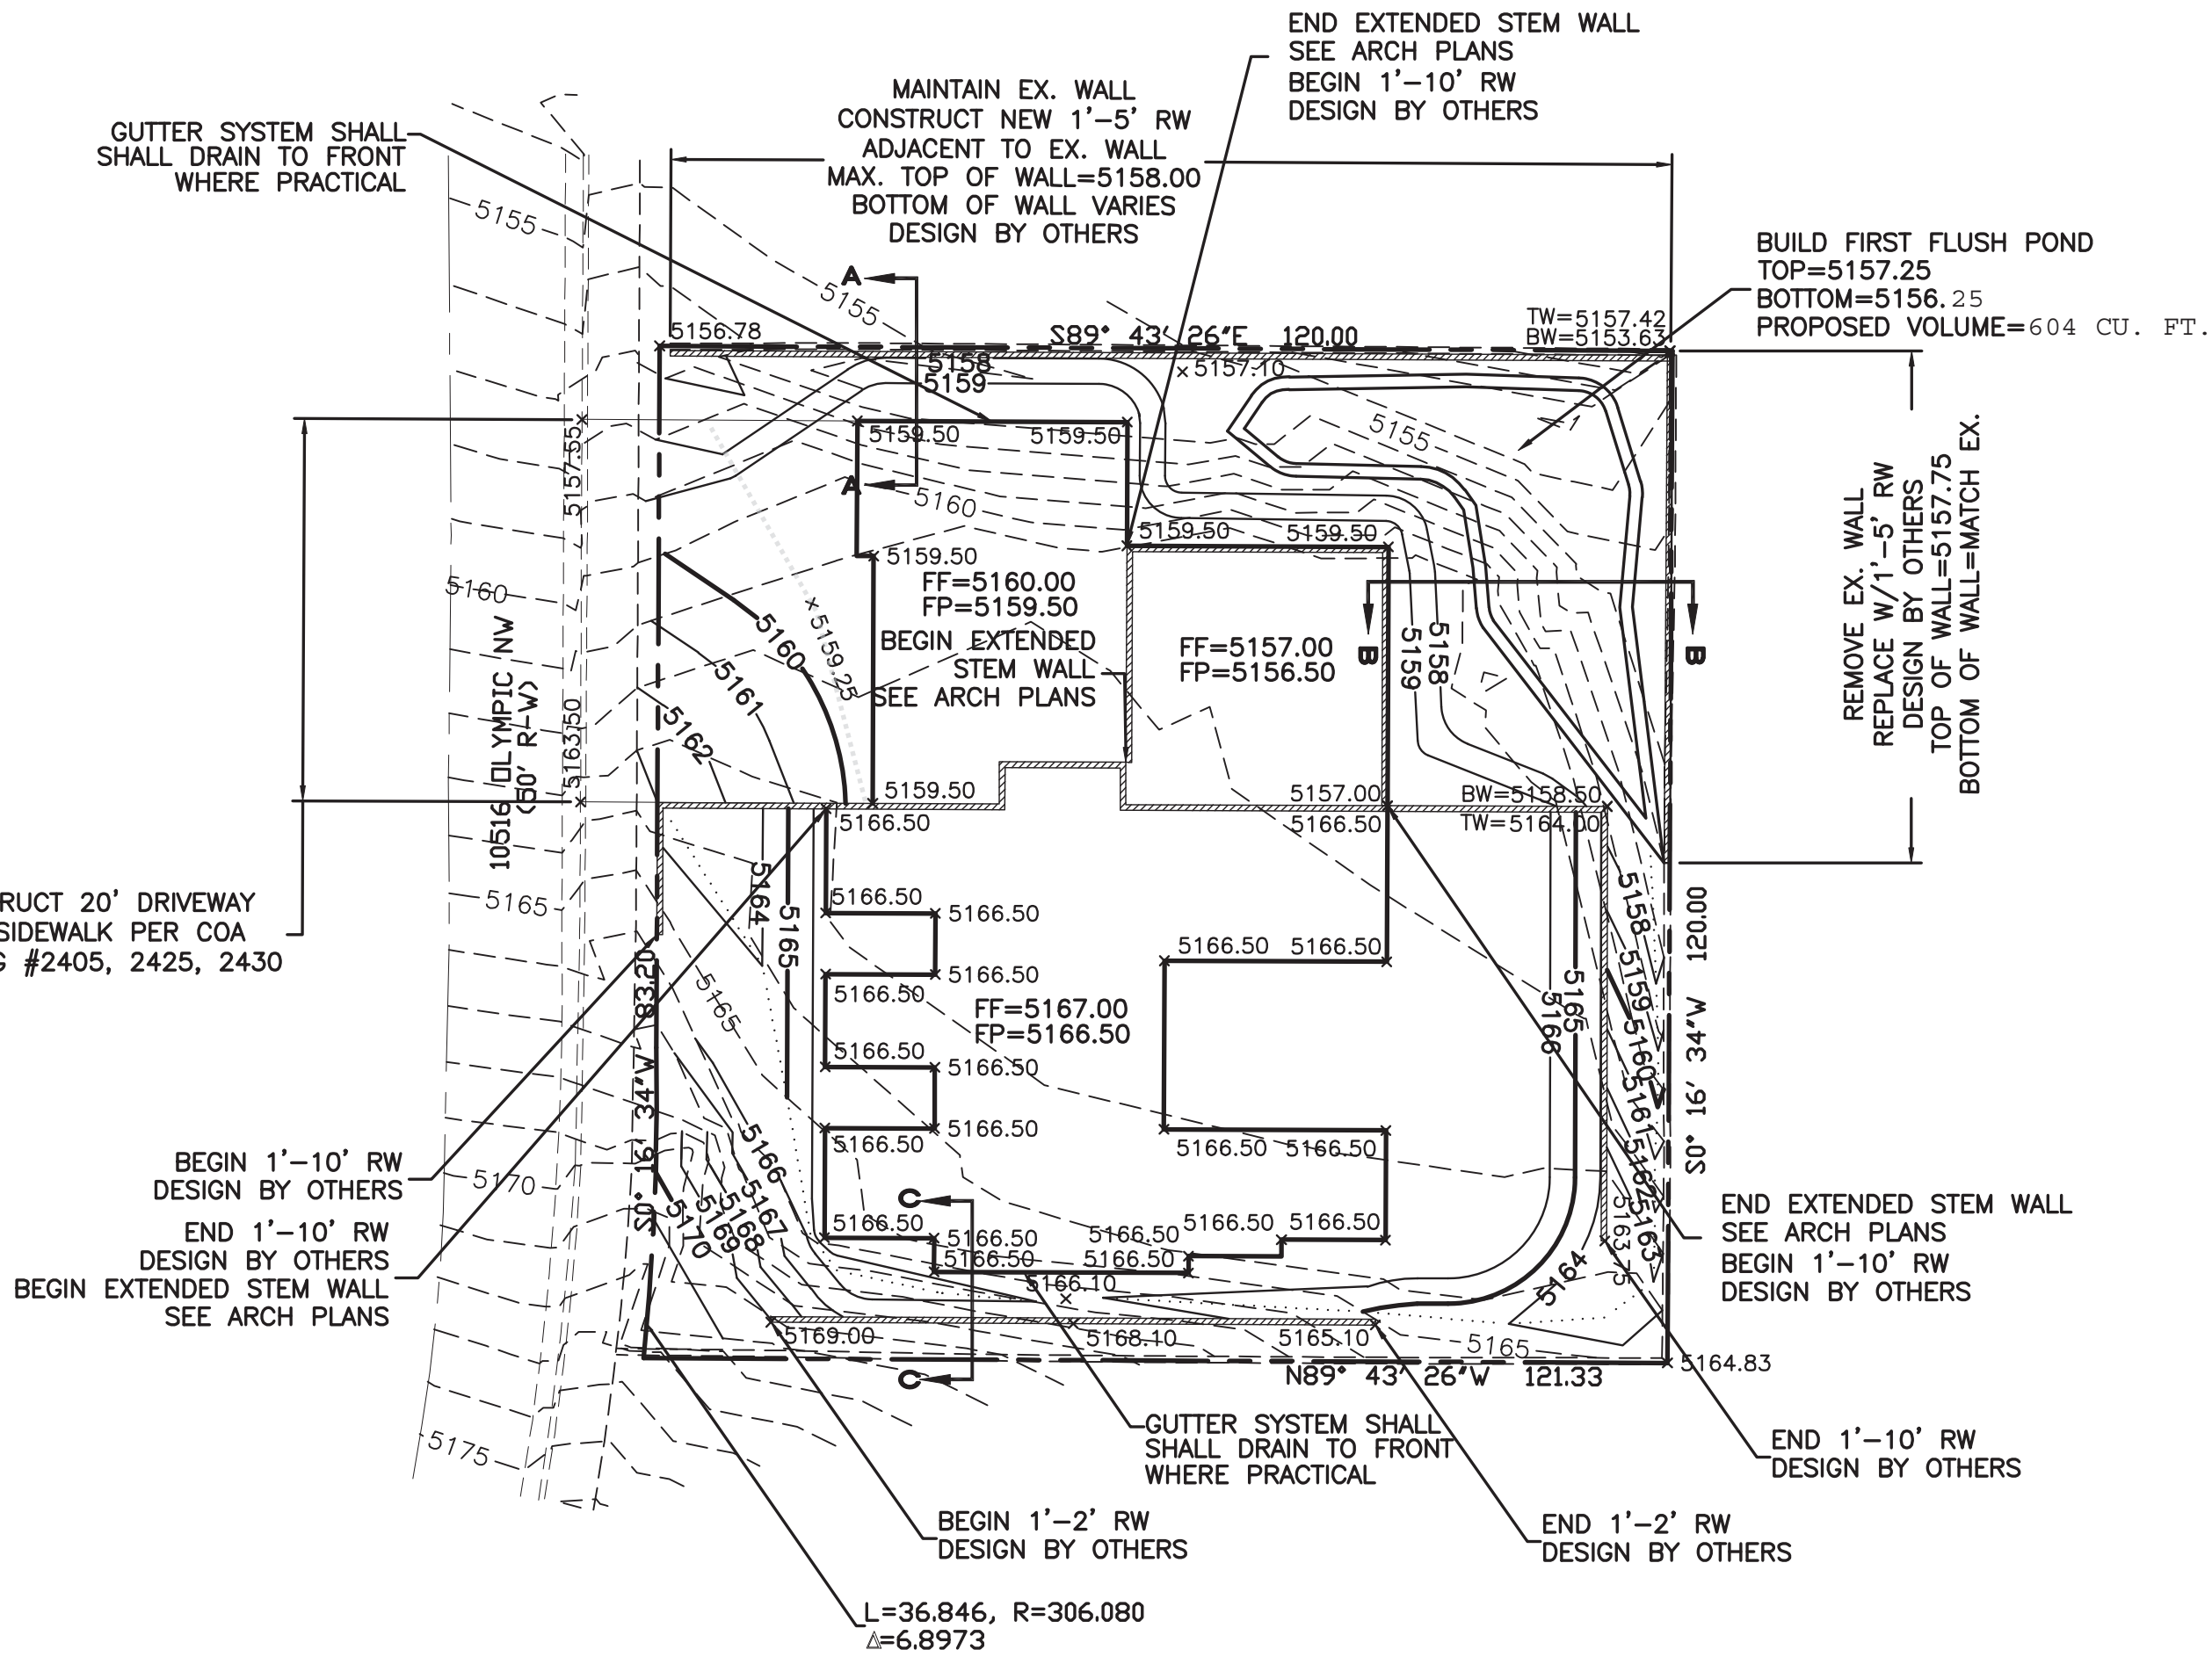 END EXTENDED STEM WALL
SEE ARCH PLANS
BEGIN 1'-10' RW
DESIGN BY OTHERS
MAINTAIN EX. WALL
CONSTRUCT NEW 1'-5' RW
ADJACENT TO EX. WALL
MAX. TOP OF WALL=5158.00
BOTTOM OF WALL VARIES
DESIGN BY OTHERS
GUTTER SYSTEM SHALL
SHALL DRAIN TO FRONT
WHERE PRACTICAL
5155
5155
A
BUILD FIRST FLUSH POND
TOP=5157.25
BOTTOM=5156.25
PROPOSED VOLUME=604 CU. FT.
TW=5157.42
BW=5153.63
5156.78
S89° 43' 26"E 120.00
5158
5159
5157.10
5159.50
5159.50
5155
5157.55
A
5160
5159.50
5159.50
5159.50
FF=5160.00
FP=5159.50
BEGIN EXTENDED
STEM WALL
SEE ARCH PLANS
FF=5157.00
FP=5156.50
5160
5160
5159.25
5161
5162
5159
5158
B
B
REMOVE EX. WALL
REPLACE W/1'-5' RW
DESIGN BY OTHERS
TOP OF WALL=5157.75
BOTTOM OF WALL=MATCH EX.
10516 OLYMPIC NW
(50' R-W)
5163.50
5159.50
5166.50
5157.00
5166.50
BW=5158.50
TW=5164.00
RUCT 20' DRIVEWAY
SIDEWALK PER COA
G #2405, 2425, 2430
5165
5164
5165
5166.50
5166.50
5166.50
5166.50
5166.50
5166.50
FF=5167.00
FP=5166.50
5165
5166.50
5166.50
5166.50
5166.50
5166.50
5166.50
S0° 16' 34"W 83.20
5165
5166
5158
5159
5160
5161
5162
5163
5163.75
S0° 16' 34"W 120.00
BEGIN 1'-10' RW
DESIGN BY OTHERS
END 1'-10' RW
DESIGN BY OTHERS
BEGIN EXTENDED STEM WALL
SEE ARCH PLANS
5170
5166
5167
5168
5169
5170
C
5166.50
5166.50
5166.50
5166.50
5166.50
5166.50
5166.50
5166.10
5164
END EXTENDED STEM WALL
SEE ARCH PLANS
BEGIN 1'-10' RW
DESIGN BY OTHERS
5169.00
5168.10
5165.10
5165
5164.83
C
N89° 43' 26"W 121.33
5175
GUTTER SYSTEM SHALL
SHALL DRAIN TO FRONT
WHERE PRACTICAL
END 1'-10' RW
DESIGN BY OTHERS
BEGIN 1'-2' RW
DESIGN BY OTHERS
END 1'-2' RW
DESIGN BY OTHERS
L=36.846, R=306.080
Δ=6.8973